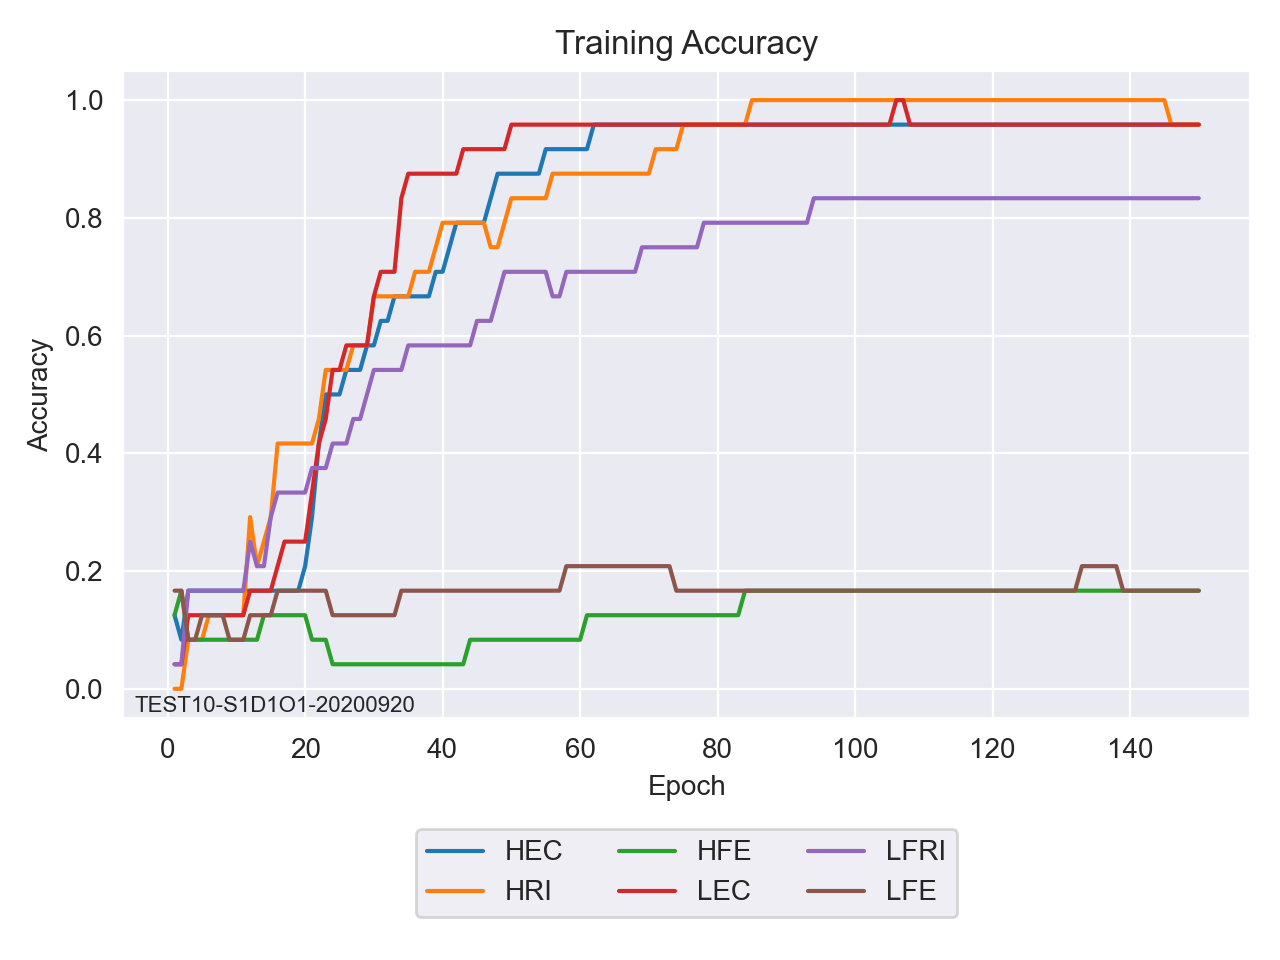 Training Accuracy
1.0
0.8
0.6
0.4
0.2
0.0
Accuracy
TEST10-S1D1O1-20200920
0 20 40 60 80 100 120 140
Epoch
HEC HFE LFRI
HRI LEC LFE